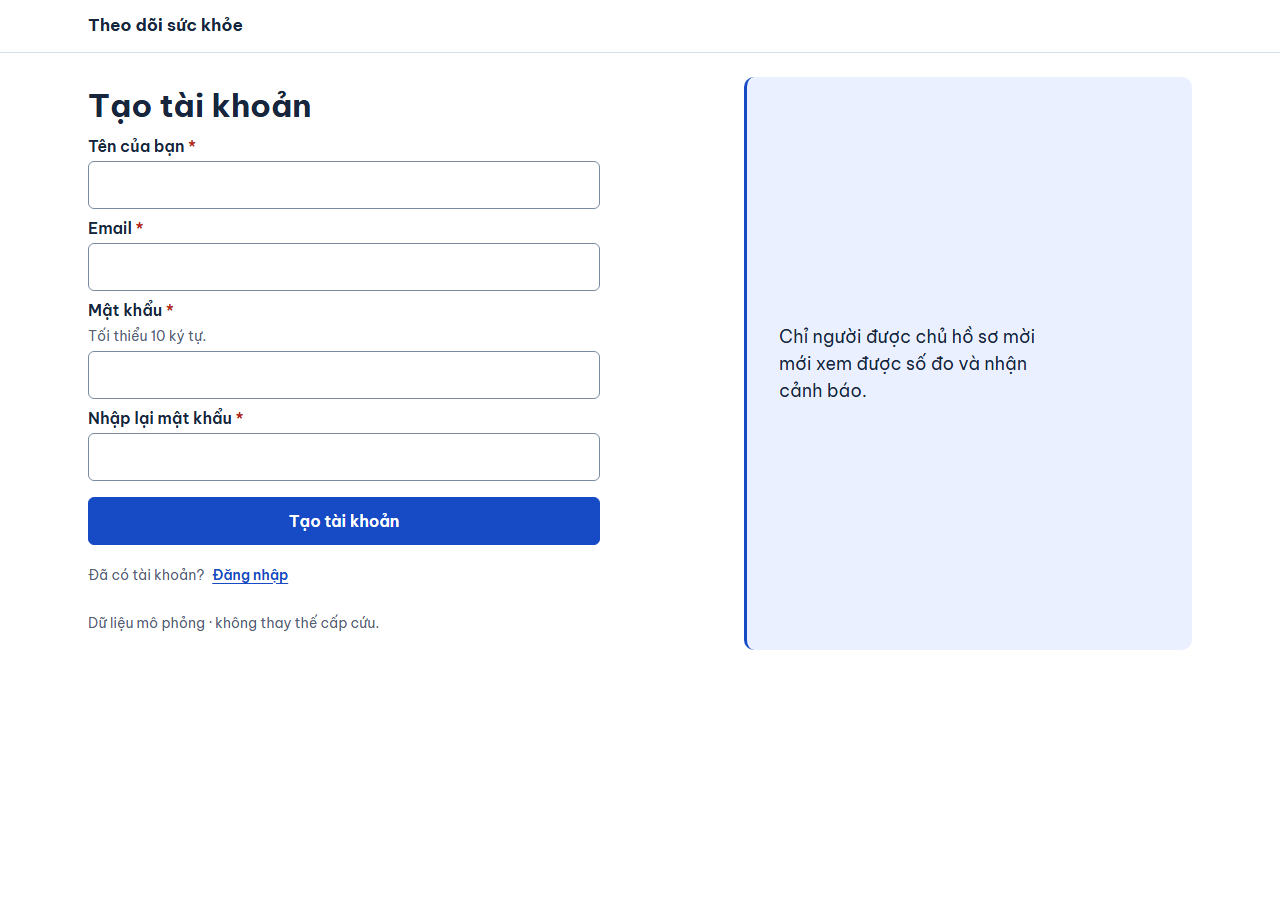 Theo dõi sức khỏe
Tạo tài khoản
Tên của bạn *
Email *
Mật khẩu *
Tối thiểu 10 ký tự.
Nhập lại mật khẩu *
Tạo tài khoản
Đã có tài khoản? Đăng nhập
Dữ liệu mô phỏng · không thay thế cấp cứu.
Chỉ người được chủ hồ sơ mời
mới xem được số đo và nhận
cảnh báo.